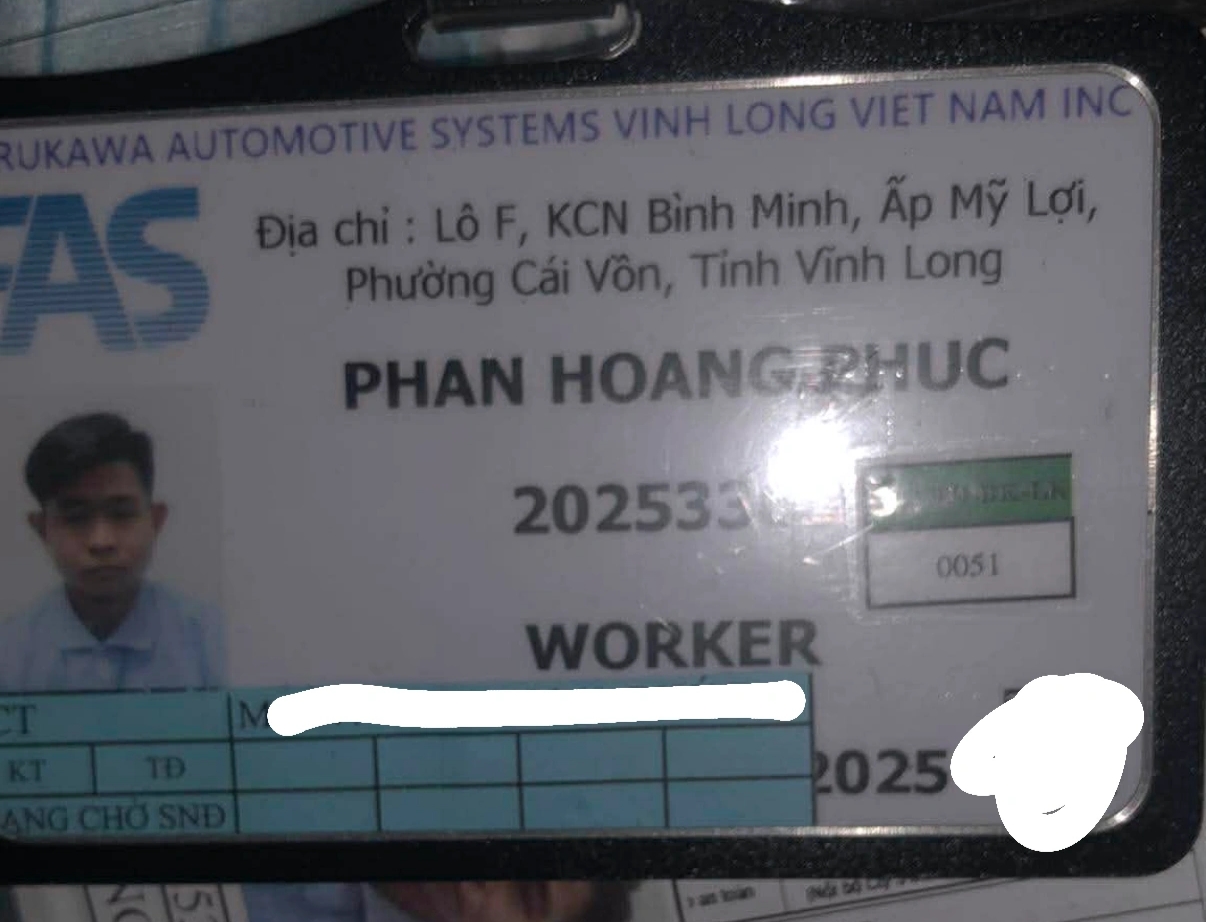 RUKAWA AUTOMOTIVE SYSTEMS VINH LONG VIET NAM INC
FAS
Địa chỉ : Lô F, KCN Bình Minh, Ấp Mỹ Lợi,
Phường Cái Vồn, Tỉnh Vĩnh Long
PHAN HOANG PHUC
202533
0051
WORKER
CT M
KT TĐ
2025
ANG CHỜ SNĐ